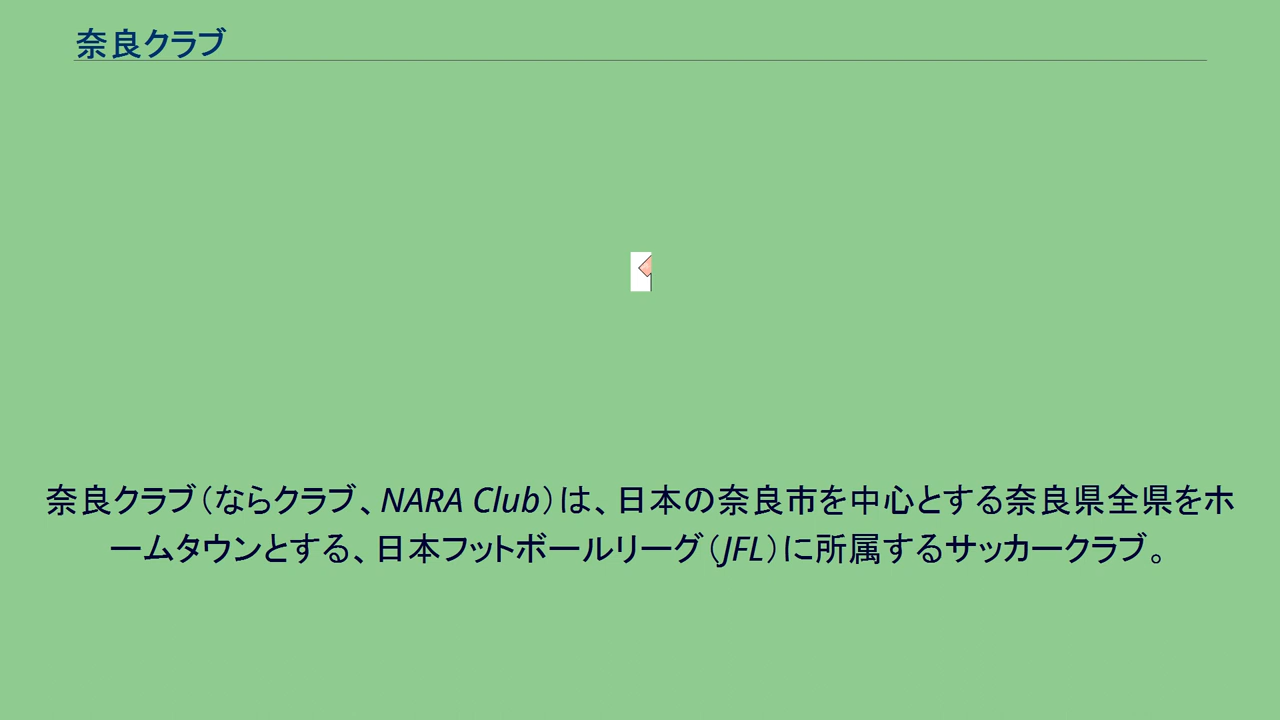 奈良クラブ
奈良クラブ（ならクラブ、NARA Club）は、日本の奈良市を中心とする奈良県全県をホ
ームタウンとする、日本フットボールリーグ（JFL）に所属するサッカークラブ。